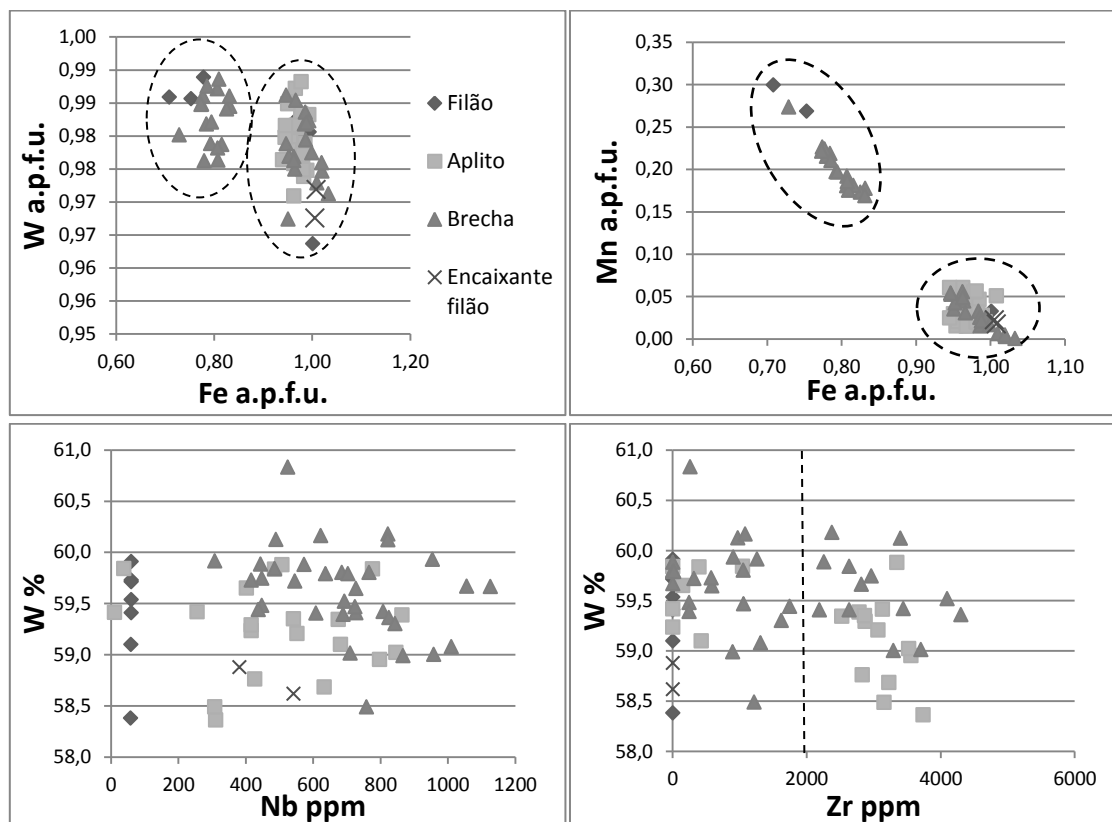 1,00
0,99
0,99
0,98
0,98
0,97
0,97
0,96
0,96
0,95
0,60 0,80 1,00 1,20
W a.p.f.u.
Fe a.p.f.u.
Filão
Aplito
Brecha
Encaixante
filão
0,35
0,30
0,25
0,20
0,15
0,10
0,05
0,00
0,60 0,70 0,80 0,90 1,00 1,10
Mn a.p.f.u.
Fe a.p.f.u.
61,0
60,5
60,0
59,5
59,0
58,5
58,0
0 200 400 600 800 1000 1200
W %
Nb ppm
61,0
60,5
60,0
59,5
59,0
58,5
58,0
0 2000 4000 6000
W %
Zr ppm